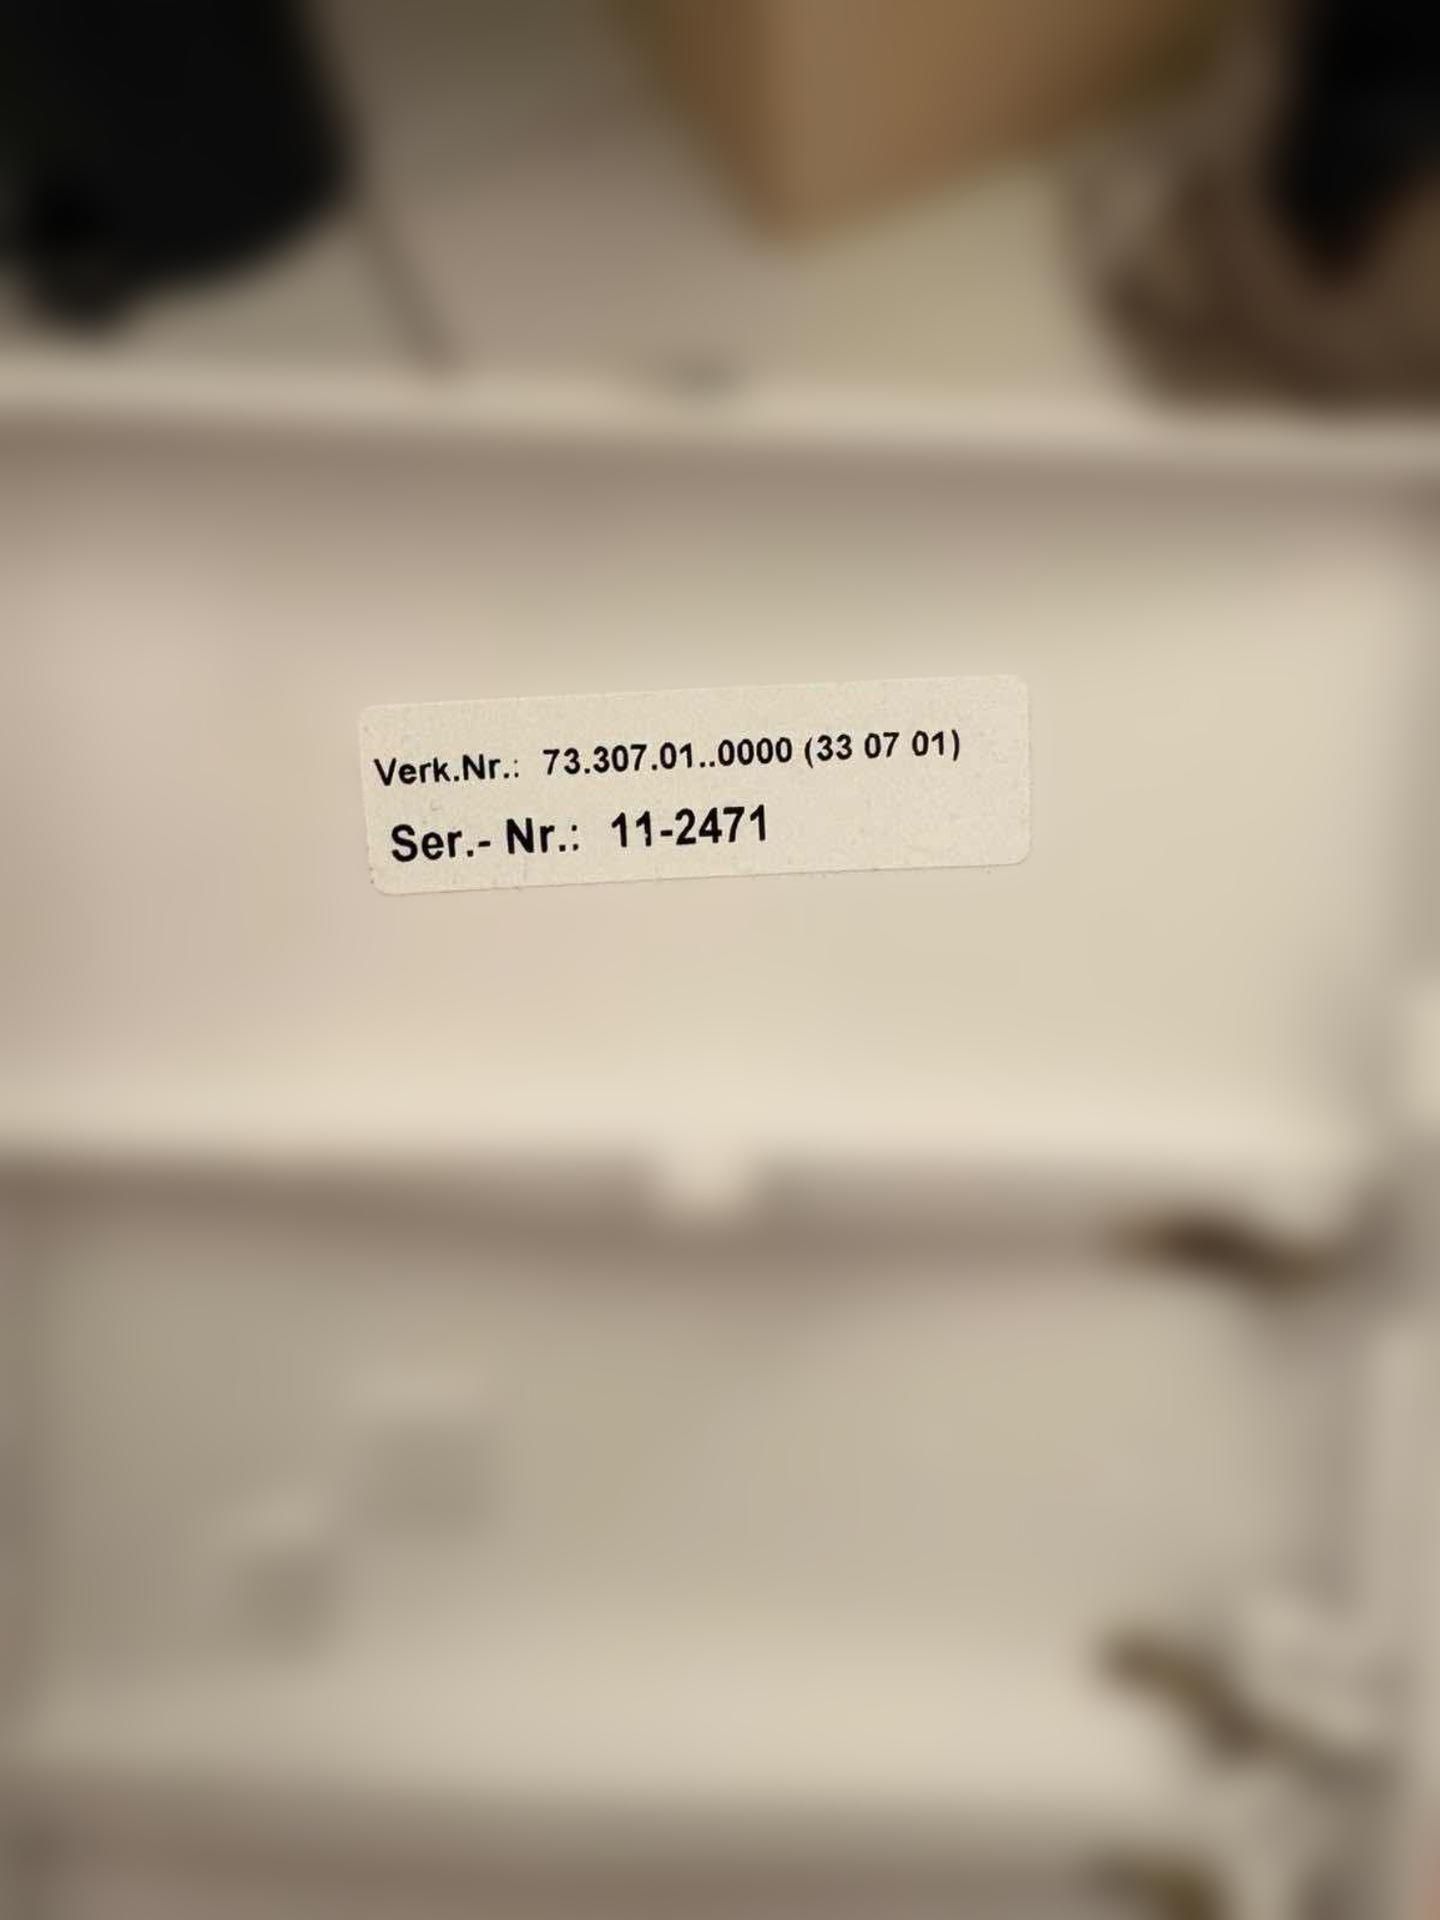 Verk.Nr.: 73.307.01..0000 (33 07 01)
Ser.- Nr.: 11-2471